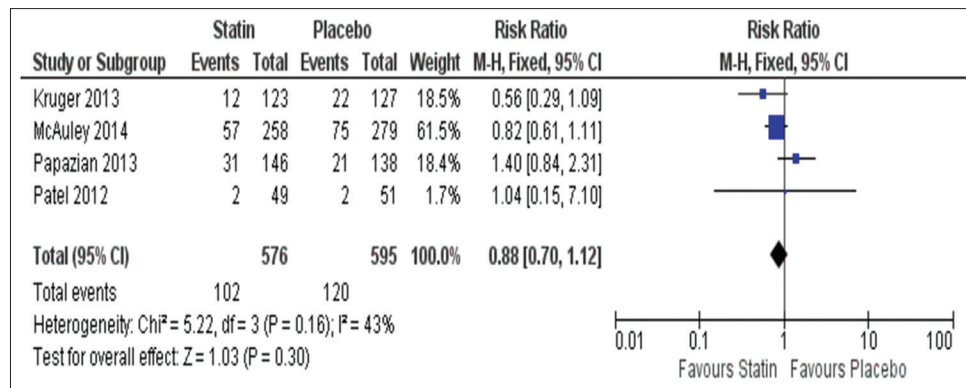 Statin Placebo Risk Ratio Risk Ratio
Study or Subgroup Events Total Events Total Weight M-H, Fixed, 95% CI M-H, Fixed, 95% CI
Kruger 2013 12 123 22 127 18.5% 0.56 [0.29, 1.09]
McAuley 2014 57 258 75 279 61.5% 0.82 [0.61, 1.11]
Papazian 2013 31 146 21 138 18.4% 1.40 [0.84, 2.31]
Patel 2012 2 49 2 51 1.7% 1.04 [0.15, 7.10]
Total (95% CI) 576 595 100.0% 0.88 [0.70, 1.12]
Total events 102 120
Heterogeneity: Chi² = 5.22, df = 3 (P = 0.16); I² = 43%
Test for overall effect: Z = 1.03 (P = 0.30)
0.01 0.1 1 10 100
Favours Statin Favours Placebo